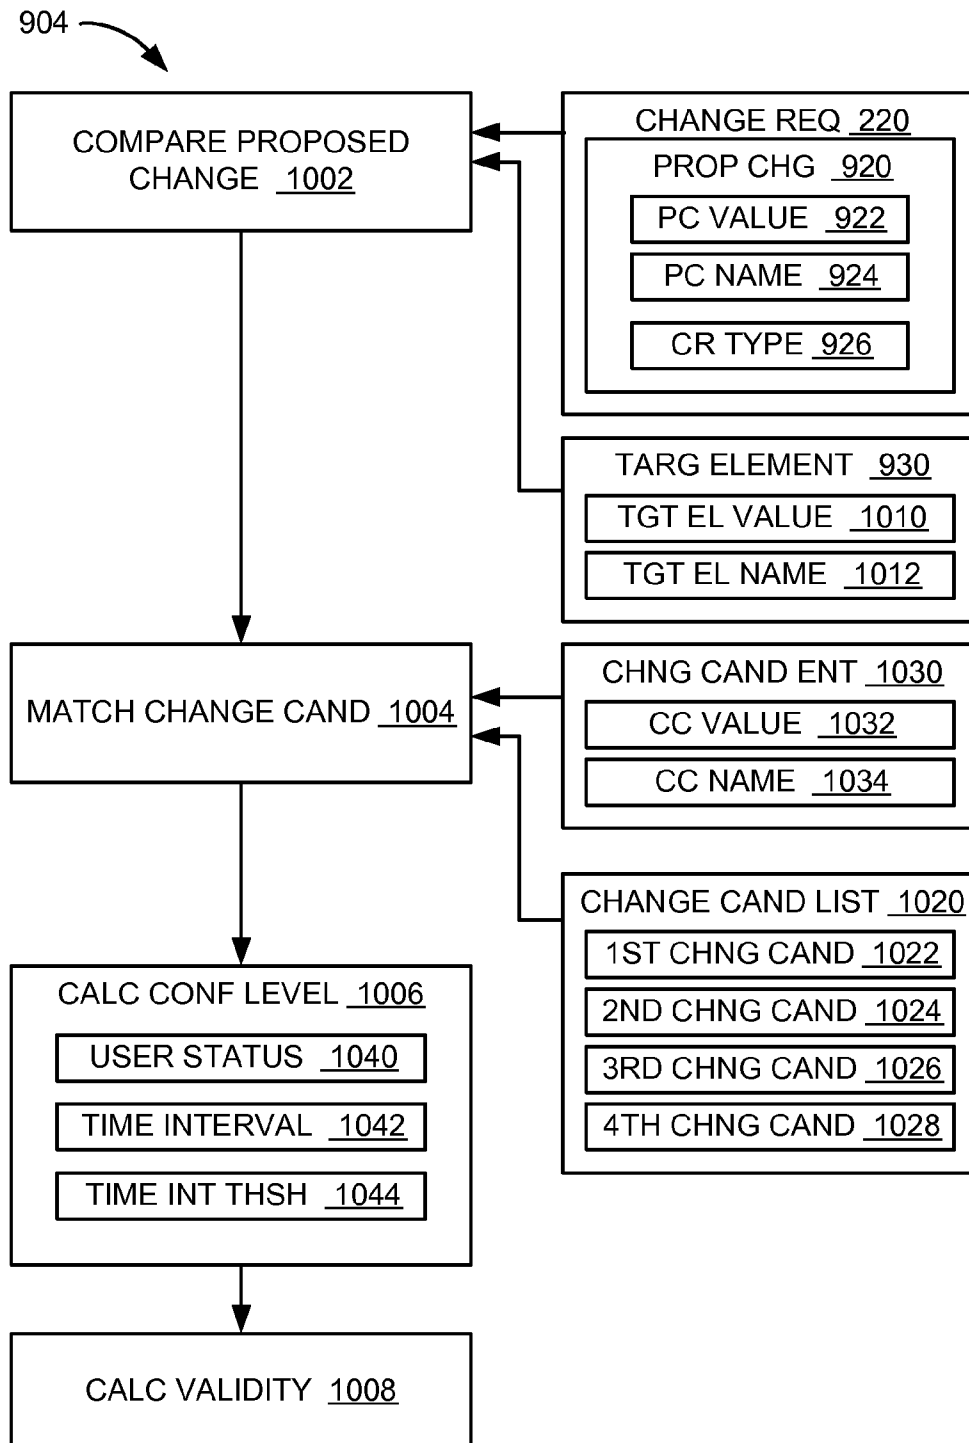 904
COMPARE PROPOSED
CHANGE 1002
CHANGE REQ 220
PROP CHG 920
PC VALUE 922
PC NAME 924
CR TYPE 926
TARG ELEMENT 930
TGT EL VALUE 1010
TGT EL NAME 1012
MATCH CHANGE CAND 1004
CHNG CAND ENT 1030
CC VALUE 1032
CC NAME 1034
CHANGE CAND LIST 1020
1ST CHNG CAND 1022
2ND CHNG CAND 1024
3RD CHNG CAND 1026
4TH CHNG CAND 1028
CALC CONF LEVEL 1006
USER STATUS 1040
TIME INTERVAL 1042
TIME INT THSH 1044
CALC VALIDITY 1008